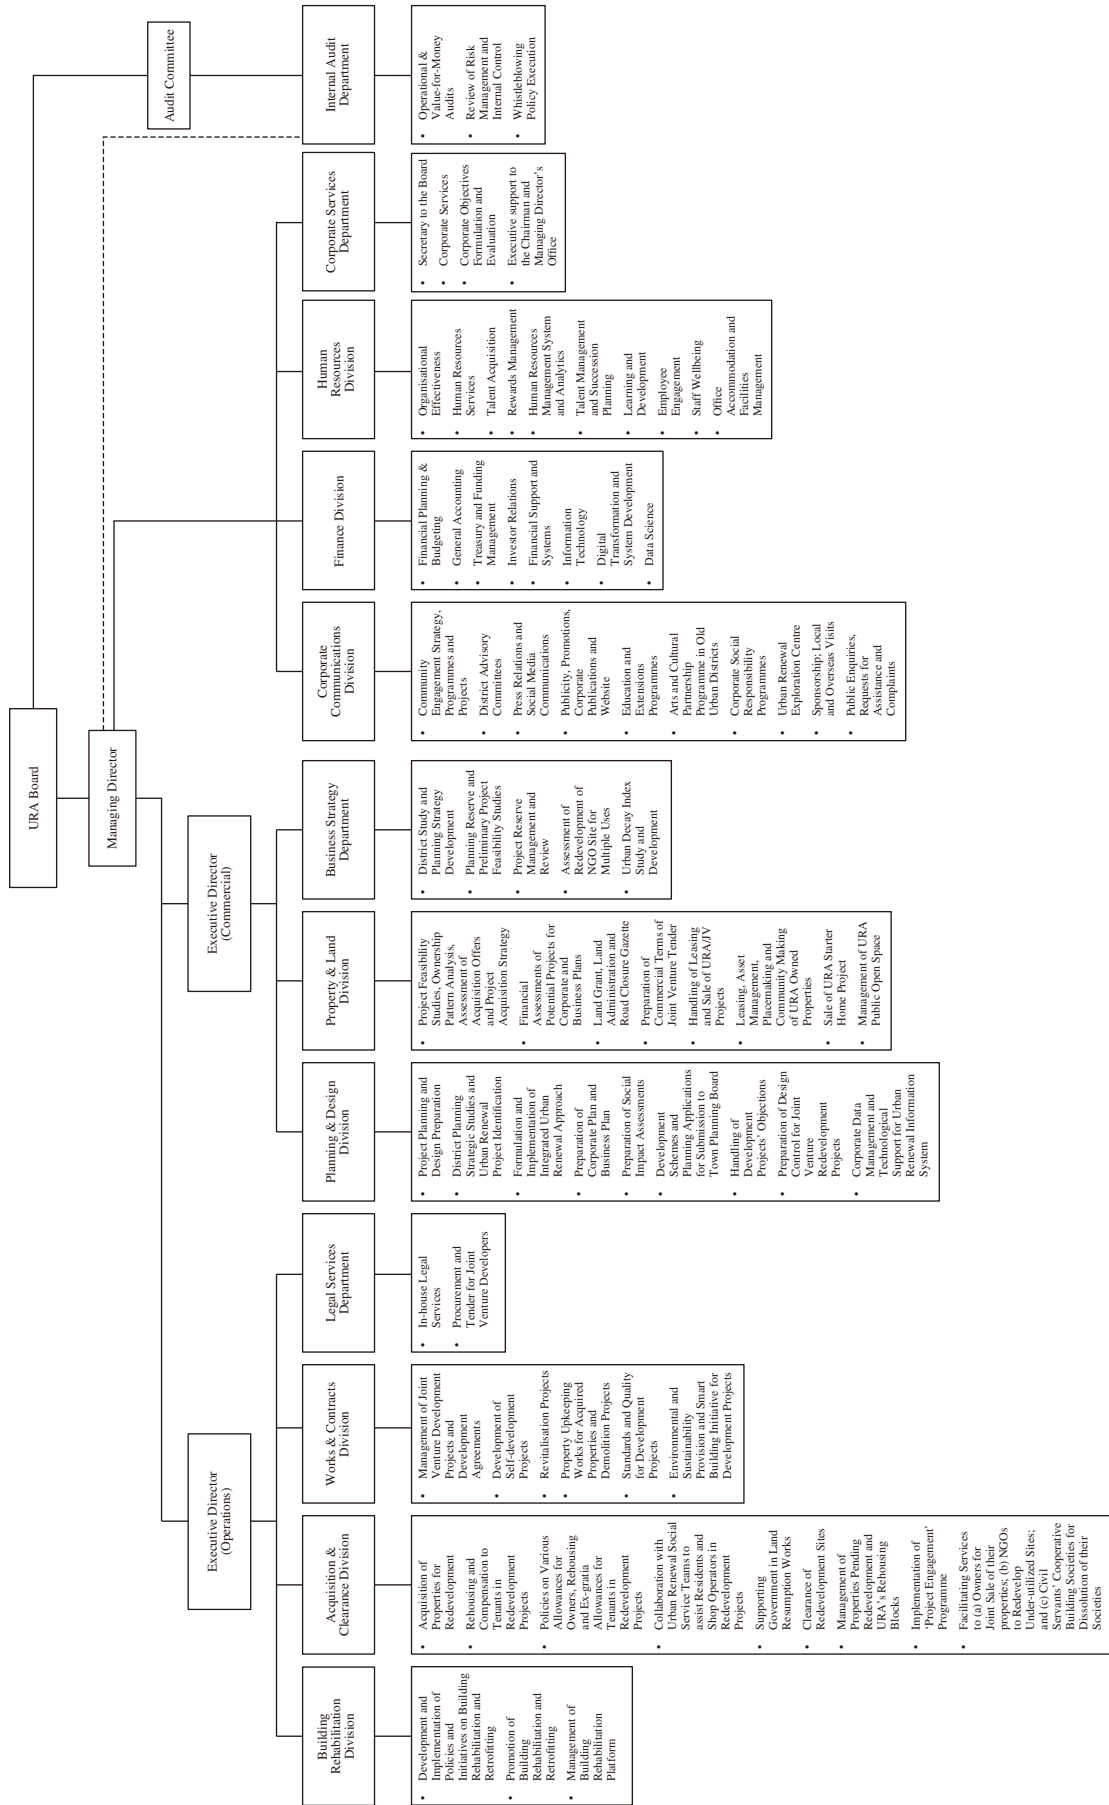 URA Board
Audit Committee
Managing Director
Executive Director
(Operations)
Executive Director
(Commercial)
Building
Rehabilitation
Division
• Development and
Implementation of
Policies and
Initiatives on Building
Rehabilitation and
Retrofitting
• Promotion of
Building
Rehabilitation and
Retrofitting
• Management of
Building
Rehabilitation
Platform
Acquisition &
Clearance Division
• Acquisition of
Properties for
Redevelopment
• Rehousing and
Compensation to
Tenants in
Redevelopment
Projects
• Policies on Various
Allowances for
Owners, Rehousing
and Ex-gratia
Allowances for
Tenants in
Redevelopment
Projects
• Collaboration with
Urban Renewal Social
Service Teams to
assist Residents and
Shop Operators in
Redevelopment
Projects
• Supporting
Government in Land
Resumption Works
• Clearance of
Redevelopment Sites
• Management of
Properties Pending
Redevelopment and
URA's Rehousing
Blocks
• Implementation of
'Project Engagement'
Programme
• Facilitating Services
to (a) Owners for
Joint Sale of their
properties; (b) NGOs
to Redevelop
Under-utilized Sites;
and (c) Civil
Servants' Cooperative
Building Societies for
Dissolution of their
Societies
Works & Contracts
Division
• Management of Joint
Venture Development
Projects and
Development
Agreements
• Development of
Self-development
Projects
• Revitalisation Projects
• Property Upkeeping
Works for Acquired
Properties and
Demolition Projects
• Standards and Quality
for Development
Projects
• Environmental and
Sustainability
Provision and Smart
Building Initiative for
Development Projects
Legal Services
Department
• In-house Legal
Services
• Procurement and
Tender for Joint
Venture Developers
Planning & Design
Division
• Project Planning and
Design Preparation
• District Planning
Strategic Studies and
Urban Renewal
Project Identification
• Formulation and
Implementation of
Integrated Urban
Renewal Approach
• Preparation of
Corporate Plan and
Business Plan
• Preparation of Social
Impact Assessments
• Development
Schemes and
Planning Applications
for Submission to
Town Planning Board
• Handling of
Development
Projects' Objections
• Preparation of Design
Control for Joint
Venture
Redevelopment
Projects
• Corporate Data
Management and
Technological
Support for Urban
Renewal Information
System
Property & Land
Division
• Project Feasibility
Studies, Ownership
Pattern Analysis,
Assessment of
Acquisition Offers
and Project
Acquisition Strategy
• Financial
Assessments of
Potential Projects for
Corporate and
Business Plans
• Land Grant, Land
Administration and
Road Closure Gazette
• Preparation of
Commercial Terms of
Joint Venture Tender
• Handling of Leasing
and Sale of URA/JV
Projects
• Leasing, Asset
Management,
Placemaking and
Community Making
of URA Owned
Properties
• Sale of URA Starter
Home Project
• Management of URA
Public Open Space
Business Strategy
Department
• District Study and
Planning Strategy
Development
• Planning Reserve and
Preliminary Project
Feasibility Studies
• Project Reserve
Management and
Review
• Assessment of
Redevelopment of
NGO Site for
Multiple Uses
• Urban Decay Index
Study and
Development
Corporate
Communications
Division
• Community
Engagement Strategy,
Programmes and
Projects
• District Advisory
Committees
• Press Relations and
Social Media
Communications
• Publicity, Promotions,
Corporate
Publications and
Website
• Education and
Extensions
Programmes
• Arts and Cultural
Partnership
Programme in Old
Urban Districts
• Corporate Social
Responsibility
Programmes
• Urban Renewal
Exploration Centre
• Sponsorship; Local
and Overseas Visits
• Public Enquiries,
Requests for
Assistance and
Complaints
Finance Division
• Financial Planning &
Budgeting
• General Accounting
• Treasury and Funding
Management
• Investor Relations
• Financial Support and
Systems
• Information
Technology
• Digital
Transformation and
System Development
• Data Science
Human
Resources
Division
• Organisational
Effectiveness
• Human Resources
Services
• Talent Acquisition
• Rewards Management
• Human Resources
Management System
and Analytics
• Talent Management
and Succession
Planning
• Learning and
Development
• Employee
Engagement
• Staff Wellbeing
• Office
Accommodation and
Facilities
Management
Corporate Services
Department
• Secretary to the Board
• Corporate Services
• Corporate Objectives
Formulation and
Evaluation
• Executive support to
the Chairman and
Managing Director's
Office
Internal Audit
Department
• Operational &
Value-for-Money
Audits
• Review of Risk
Management and
Internal Control
• Whistleblowing
Policy Execution